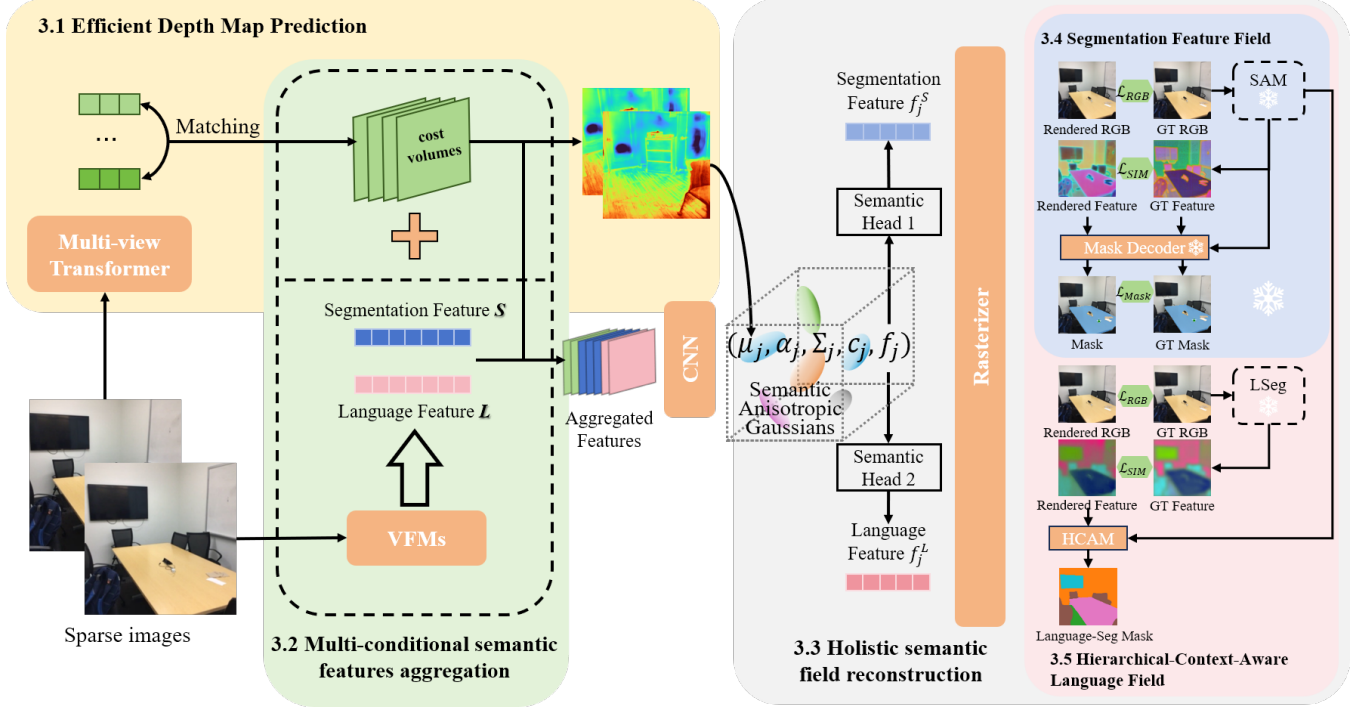 3.1 Efficient Depth Map Prediction
...
Matching
Multi-view
Transformer
cost
volumes
Segmentation Feature S
Language Feature L
VFMs
Sparse images
3.2 Multi-conditional semantic
features aggregation
Aggregated
Features
CNN
(μ_j, α_j, Σ_j, c_j, f_j)
Semantic
Anisotropic
Gaussians
Segmentation
Feature f_j^S
Semantic
Head 1
Semantic
Head 2
Language
Feature f_j^L
Rasterizer
3.3 Holistic semantic
field reconstruction
3.4 Segmentation Feature Field
ℒ_RGB
SAM
Rendered RGB
GT RGB
ℒ_SIM
Rendered Feature
GT Feature
Mask Decoder
ℒ_Mask
Mask
GT Mask
ℒ_RGB
LSeg
Rendered RGB
GT RGB
ℒ_SIM
Rendered Feature
GT Feature
HCAM
Language-Seg Mask
3.5 Hierarchical-Context-Aware
Language Field